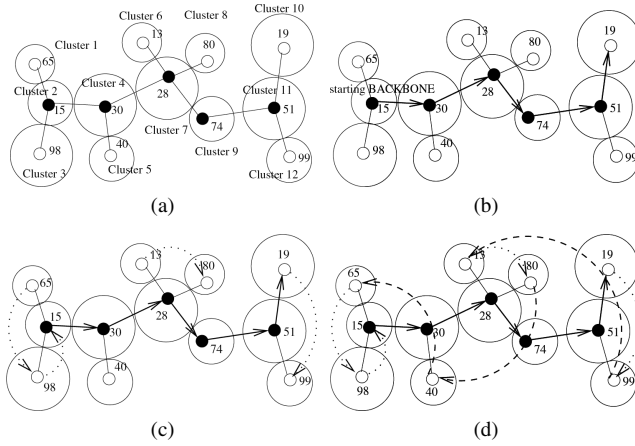 Cluster 10
Cluster 6
Cluster 8
13
80
19
Cluster 1
65
Cluster 2
Cluster 4
Cluster 11
15
30
28
51
Cluster 7
74
40
98
Cluster 9
99
Cluster 3
Cluster 5
Cluster 12
(a)
13
80
19
65
starting BACKBONE
15
30
28
51
74
40
98
99
(b)
13
80
19
65
15
30
28
51
74
40
98
99
(c)
13
80
19
65
15
30
28
51
74
98
40
99
(d)